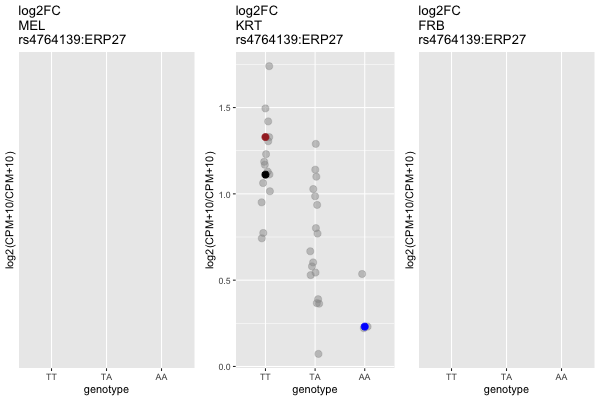 log2FC
MEL
rs4764139:ERP27
log2(CPM+10/CPM+10)
TT TA AA
genotype
log2FC
KRT
rs4764139:ERP27
log2(CPM+10/CPM+10)
1.5
1.0
0.5
0.0
TT TA AA
genotype
log2FC
FRB
rs4764139:ERP27
log2(CPM+10/CPM+10)
TT TA AA
genotype